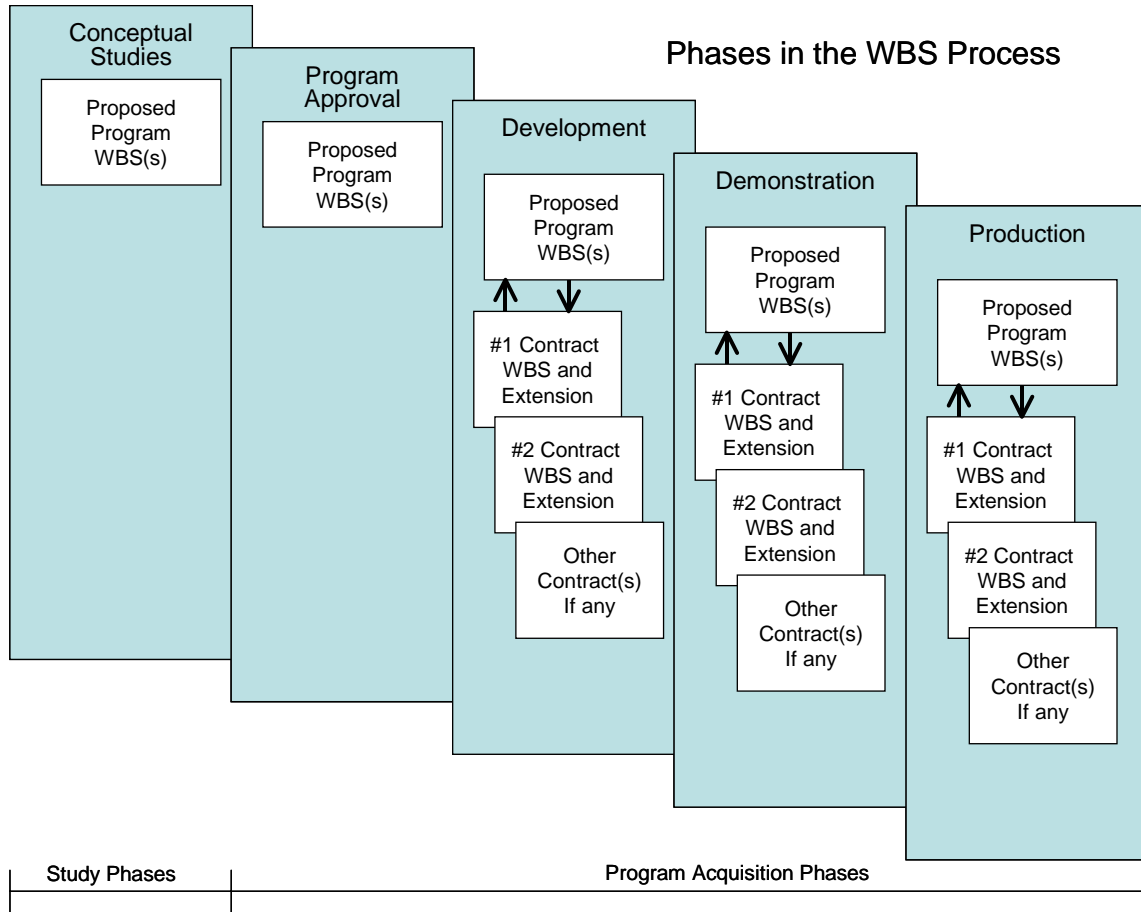 Phases in the WBS Process
Conceptual
Studies
Proposed
Program
WBS(s)
Program
Approval
Proposed
Program
WBS(s)
Development
Proposed
Program
WBS(s)
#1 Contract
WBS and
Extension
#2 Contract
WBS and
Extension
Other
Contract(s)
If any
Demonstration
Proposed
Program
WBS(s)
#1 Contract
WBS and
Extension
#2 Contract
WBS and
Extension
Other
Contract(s)
If any
Production
Proposed
Program
WBS(s)
#1 Contract
WBS and
Extension
#2 Contract
WBS and
Extension
Other
Contract(s)
If any
Study Phases
Program Acquisition Phases